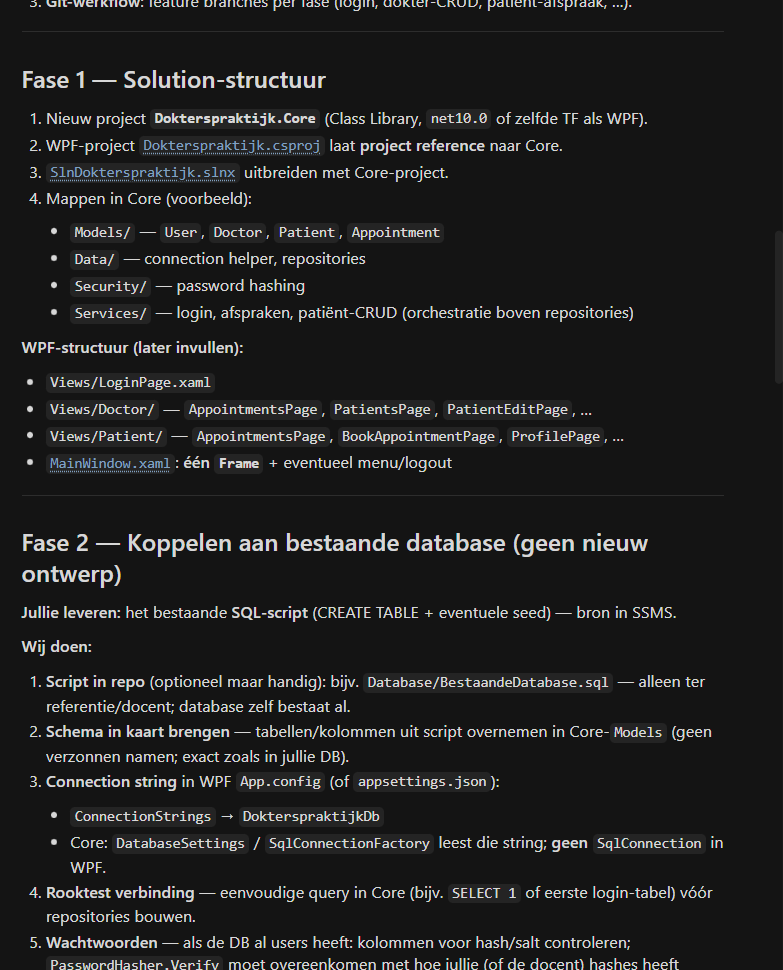 3. Git-werkflow: feature branches per fase (login, dokter-CRUD, patient-afspraak, ...).
Fase 1 — Solution-structuur
1. Nieuw project Dokterspraktijk.Core (Class Library, net10.0 of zelfde TF als WPF).
2. WPF-project Dokterspraktijk.csproj laat project reference naar Core.
3. SlnDokterspraktijk.slnx uitbreiden met Core-project.
4. Mappen in Core (voorbeeld):
• Models/ — User, Doctor, Patient, Appointment
• Data/ — connection helper, repositories
• Security/ — password hashing
• Services/ — login, afspraken, patiënt-CRUD (orchestratie boven repositories)
WPF-structuur (later invullen):
• Views/LoginPage.xaml
• Views/Doctor/ — AppointmentsPage, PatientsPage, PatientEditPage, ...
• Views/Patient/ — AppointmentsPage, BookAppointmentPage, ProfilePage, ...
• MainWindow.xaml: één Frame + eventueel menu/logout
Fase 2 — Koppelen aan bestaande database (geen nieuw
ontwerp)
Jullie leveren: het bestaande SQL-script (CREATE TABLE + eventuele seed) — bron in SSMS.
Wij doen:
1. Script in repo (optioneel maar handig): bijv. Database/BestaandeDatabase.sql — alleen ter
referentie/docent; database zelf bestaat al.
2. Schema in kaart brengen — tabellen/kolommen uit script overnemen in Core-Models (geen
verzonnen namen; exact zoals in jullie DB).
3. Connection string in WPF App.config (of appsettings.json):
• ConnectionStrings → DokterspraktijkDb
• Core: DatabaseSettings / SqlConnectionFactory leest die string; geen SqlConnection in
WPF.
4. Rooktest verbinding — eenvoudige query in Core (bijv. SELECT 1 of eerste login-tabel) vóór
repositories bouwen.
5. Wachtwoorden — als de DB al users heeft: kolommen voor hash/salt controleren;
PasswordHasher.Verify moet overeenkomen met hoe jullie (of de docent) hashes heeft